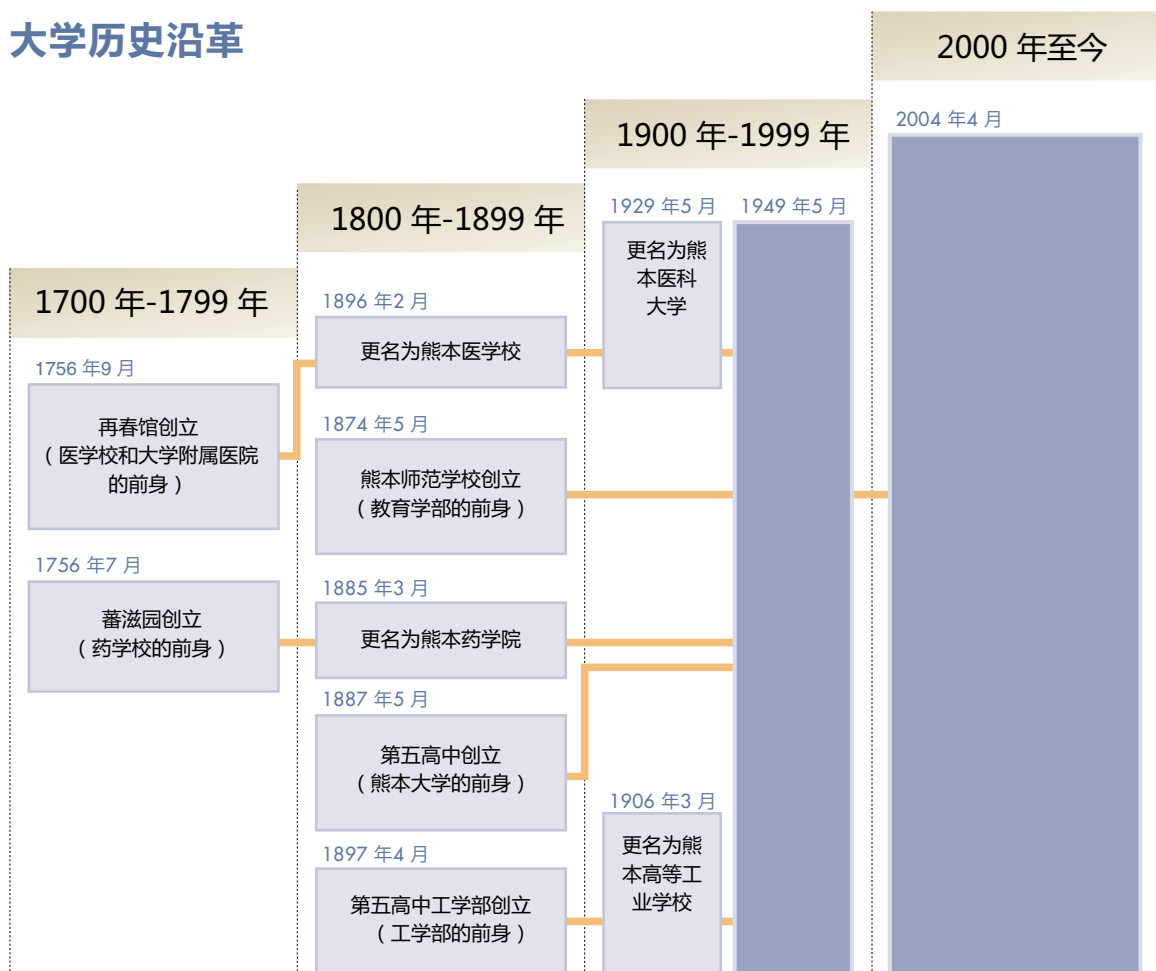 大学历史沿革
2000 年至今
2004 年4 月
1900 年-1999 年
1929 年5 月
更名为熊
本医科
大学
1949 年5 月
1906 年3 月
更名为熊
本高等工
业学校
1800 年-1899 年
1896 年2 月
更名为熊本医学校
1874 年5 月
熊本师范学校创立
（教育学部的前身）
1885 年3 月
更名为熊本药学院
1887 年5 月
第五高中创立
（熊本大学的前身）
1897 年4 月
第五高中工学部创立
（工学部的前身）
1700 年-1799 年
1756 年9 月
再春馆创立
（医学校和大学附属医院
的前身）
1756 年7 月
蕃滋园创立
（药学校的前身）